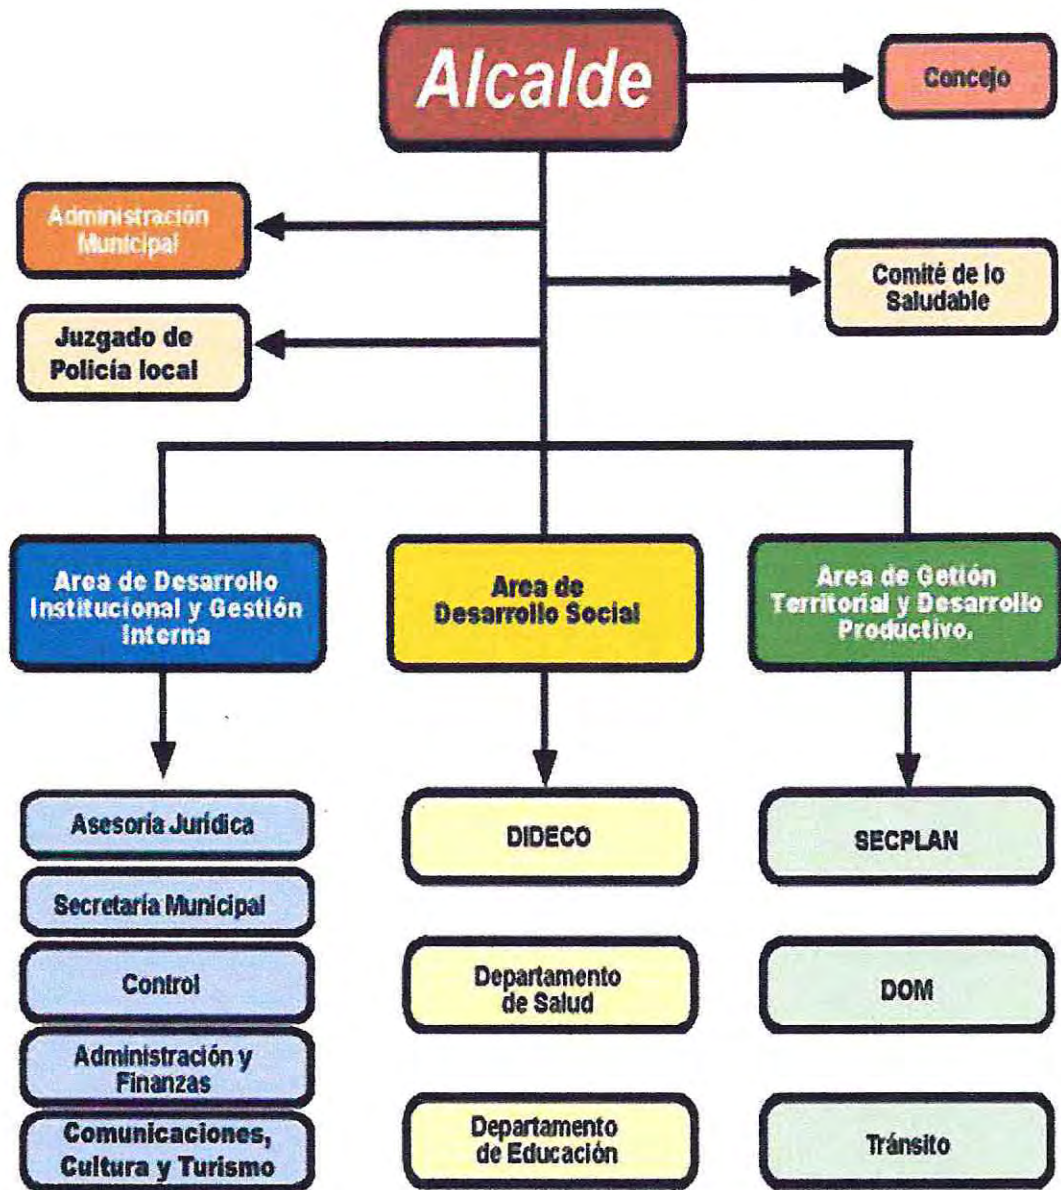 Alcalde
Concejo
Administración
Municipal
Comité de lo
Saludable
Juzgado de
Policía local
Area de Desarrollo
Institucional y Gestión
Interna
Area de
Desarrollo Social
Area de Getión
Territorial y Desarrollo
Productivo.
Asesoría Jurídica
Secretaría Municipal
Control
Administración y
Finanzas
Comunicaciones,
Cultura y Turismo
DIDECO
Departamento
de Salud
Departamento
de Educación
SECPLAN
DOM
Tránsito